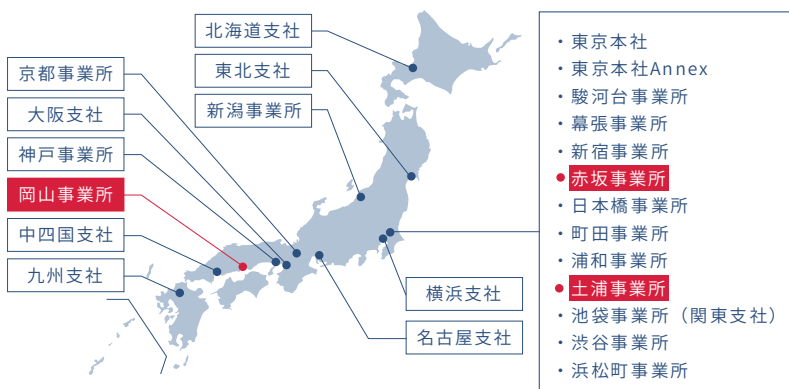 北海道支社
東北支社
新潟事業所
京都事業所
大阪支社
神戸事業所
岡山事業所
中四国支社
九州支社
横浜支社
名古屋支社
・東京本社
・東京本社Annex
・駿河台事業所
・幕張事業所
・新宿事業所
●赤坂事業所
・日本橋事業所
・町田事業所
・浦和事業所
●土浦事業所
・池袋事業所（関東支社）
・渋谷事業所
・浜松町事業所